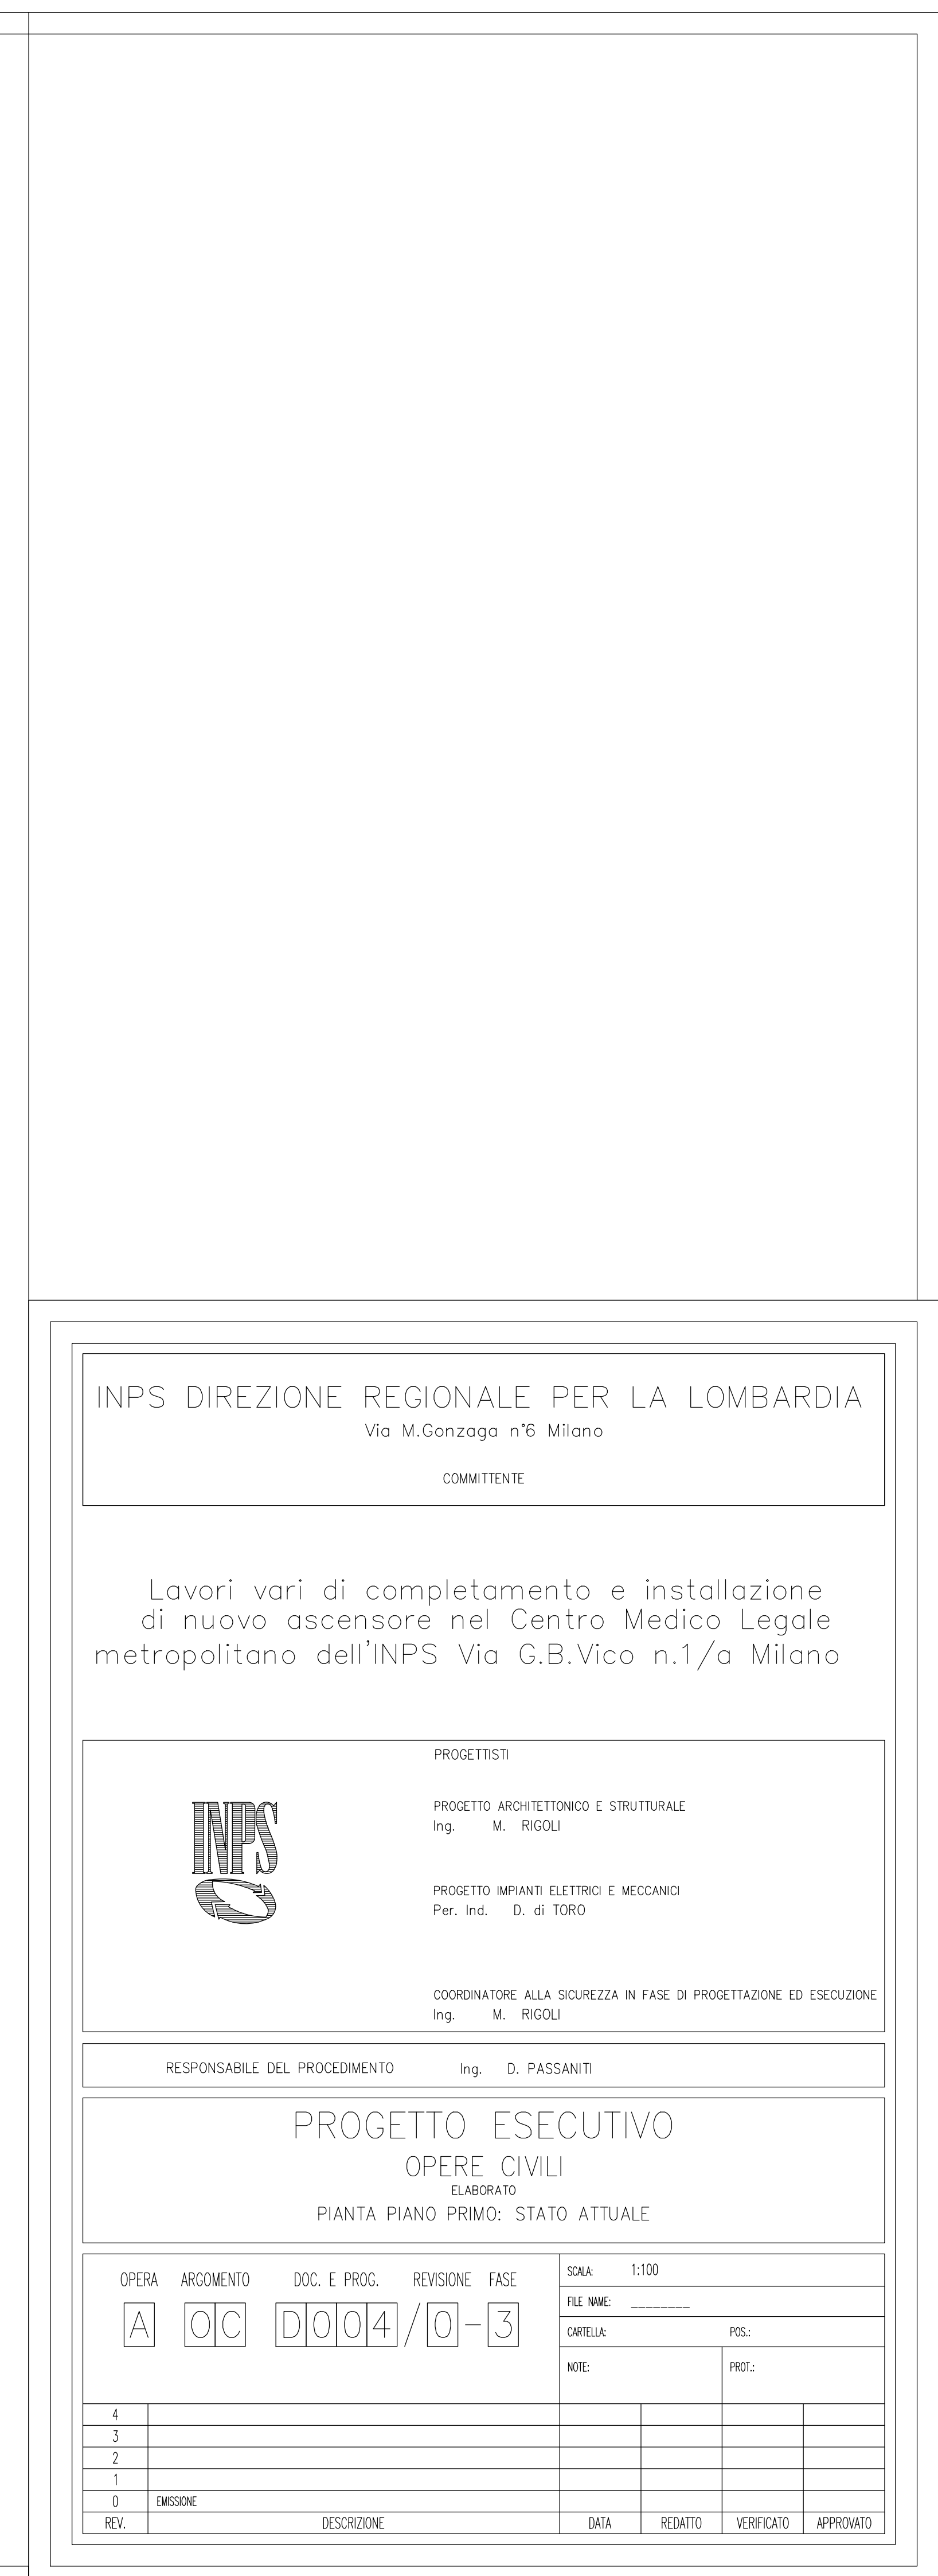 INPS DIREZIONE REGIONALE PER LA LOMBARDIA
Via M.Gonzaga n°6 Milano
COMMITTENTE
Lavori vari di completamento e installazione
di nuovo ascensore nel Centro Medico Legale
metropolitano dell'INPS Via G.B.Vico n.1/a Milano
PROGETTISTI
PROGETTO ARCHITETTONICO E STRUTTURALE
Ing. M. RIGOLI
INPS
PROGETTO IMPIANTI ELETTRICI E MECCANICI
Per. Ind. D. di TORO
COORDINATORE ALLA SICUREZZA IN FASE DI PROGETTAZIONE ED ESECUZIONE
Ing. M. RIGOLI
RESPONSABILE DEL PROCEDIMENTO Ing. D. PASSANITI
PROGETTO ESECUTIVO
OPERE CIVILI
ELABORATO
PIANTA PIANO PRIMO: STATO ATTUALE
OPERA ARGOMENTO DOC. E PROG. REVISIONE FASE
A OC D004/0-3
SCALA: 1:100
FILE NAME: ________
CARTELLA: POS.:
NOTE: PROT.:
4
3
2
1
0 EMISSIONE
REV. DESCRIZIONE DATA REDATTO VERIFICATO APPROVATO